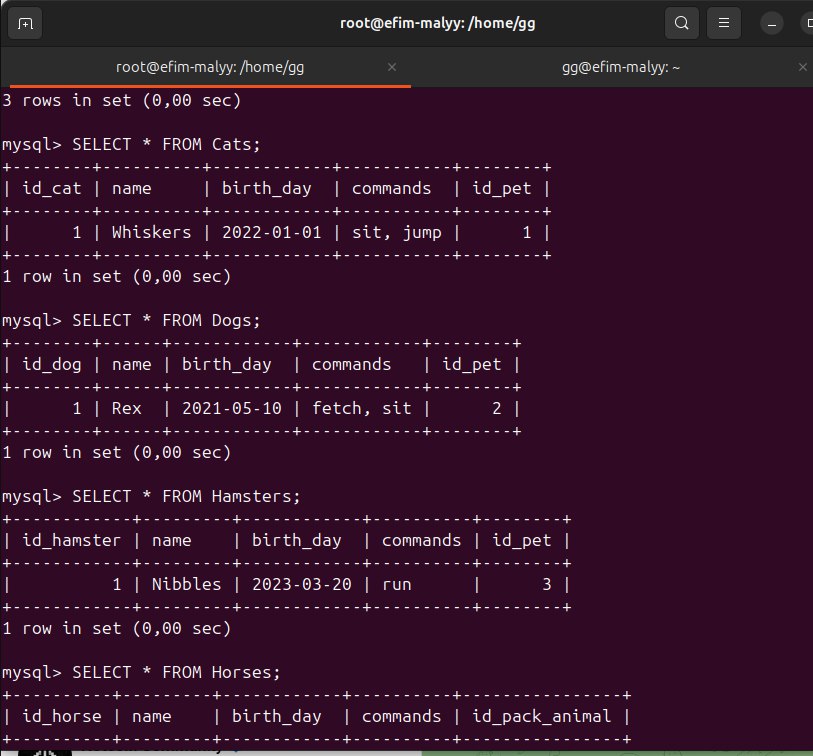 root@efim-malyy: /home/gg
root@efim-malyy: /home/gg × gg@efim-malyy: ~ ×
3 rows in set (0,00 sec)
mysql> SELECT * FROM Cats;
+--------+----------+------------+-----------+--------+
| id_cat | name     | birth_day  | commands  | id_pet |
+--------+----------+------------+-----------+--------+
|      1 | Whiskers | 2022-01-01 | sit, jump |      1 |
+--------+----------+------------+-----------+--------+
1 row in set (0,00 sec)
mysql> SELECT * FROM Dogs;
+--------+------+------------+------------+--------+
| id_dog | name | birth_day  | commands   | id_pet |
+--------+------+------------+------------+--------+
|      1 | Rex  | 2021-05-10 | fetch, sit |      2 |
+--------+------+------------+------------+--------+
1 row in set (0,00 sec)
mysql> SELECT * FROM Hamsters;
+------------+---------+------------+----------+--------+
| id_hamster | name    | birth_day  | commands | id_pet |
+------------+---------+------------+----------+--------+
|          1 | Nibbles | 2023-03-20 | run      |      3 |
+------------+---------+------------+----------+--------+
1 row in set (0,00 sec)
mysql> SELECT * FROM Horses;
+----------+---------+------------+----------+----------------+
| id_horse | name    | birth_day  | commands | id_pack_animal |
+----------+---------+------------+----------+----------------+